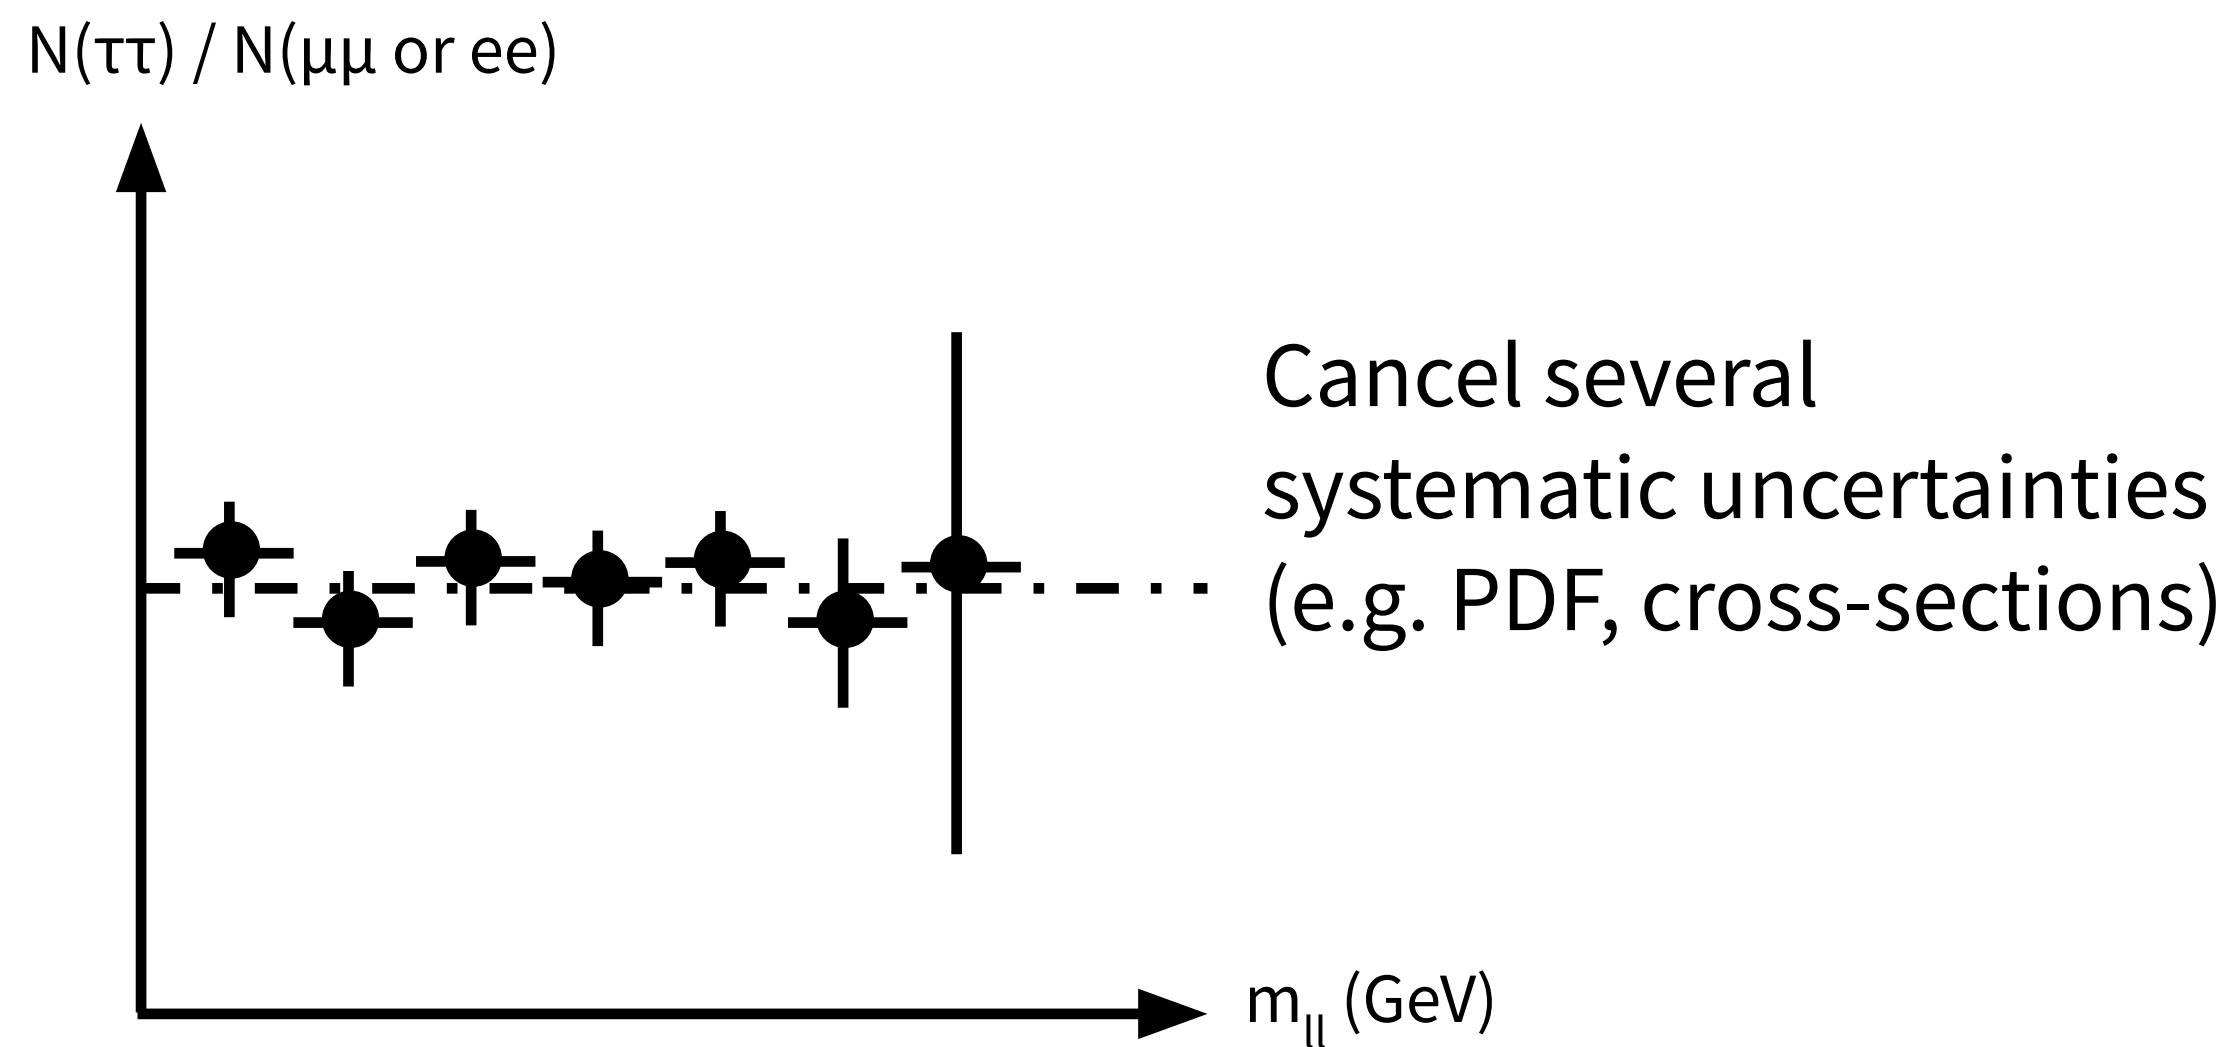 N(ττ) / N(μμ or ee)
Cancel several
systematic uncertainties
(e.g. PDF, cross-sections)
m_ll (GeV)